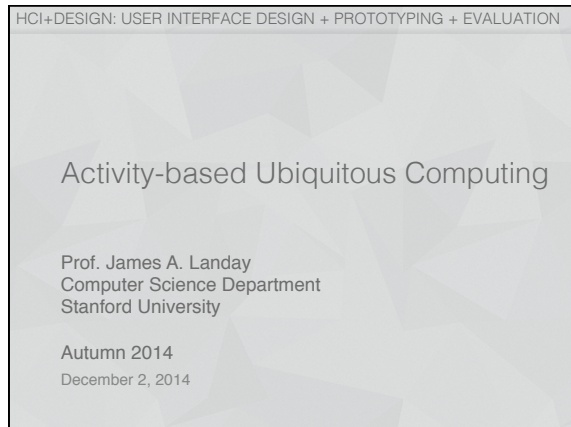 HCI+DESIGN: USER INTERFACE DESIGN + PROTOTYPING + EVALUATION
Activity-based Ubiquitous Computing
Prof. James A. Landay
Computer Science Department
Stanford University
Autumn 2014
December 2, 2014